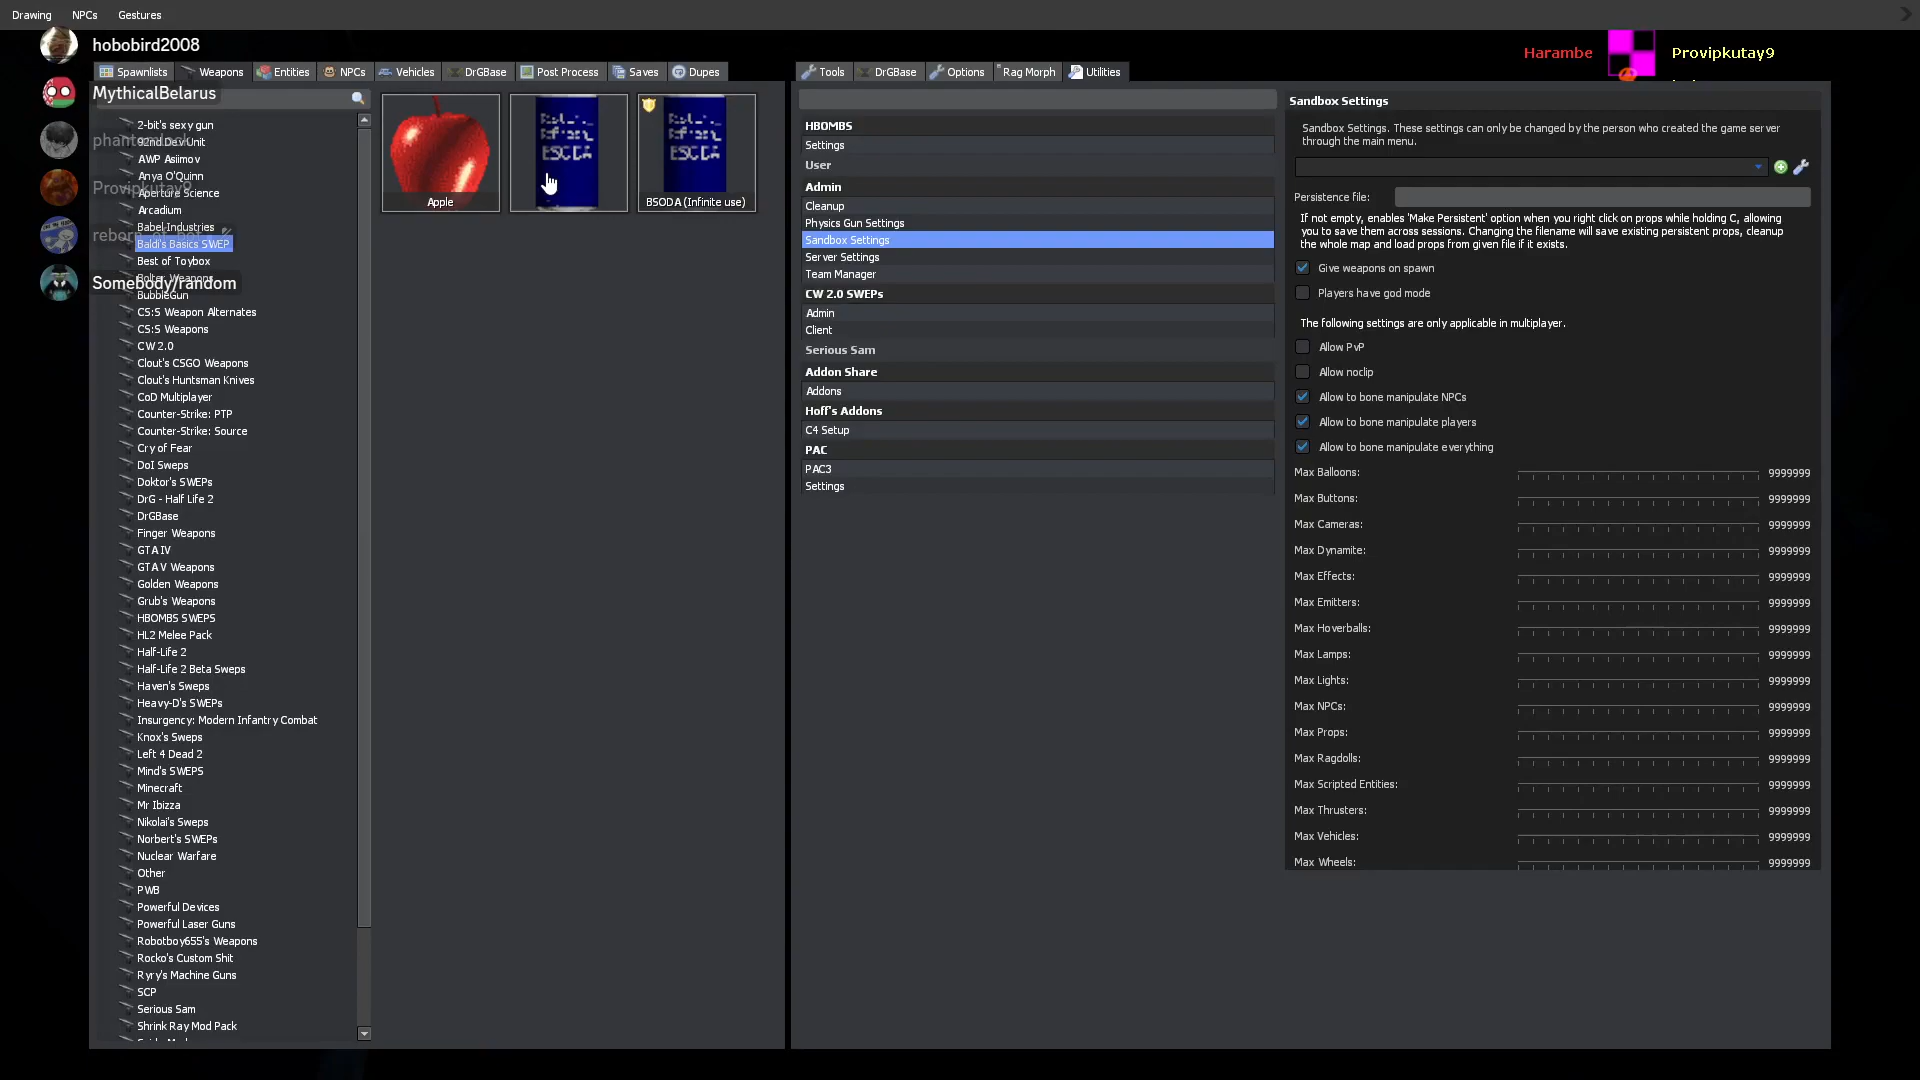 Drawing NPCs Gestures
hobobird2008
MythicalBelarus
Provipkutay9
Somebody/random
Harambe
Provipkutay9
Spawnlists Weapons Entities NPCs Vehicles DrGBase Post Process Saves Dupes
2-bit's sexy gun
AWP Asiimov
Anya O'Quinn
Aperture Science
Arcadium
Babel Industries
Baldi's Basics SWEP
Best of Toybox
Bolter Weapons
BubbleGun
CS:S Weapon Alternates
CS:S Weapons
CW 2.0
Clout's CSGO Weapons
Clout's Huntsman Knives
CoD Multiplayer
Counter-Strike: PTP
Counter-Strike: Source
Cry of Fear
DoI Sweps
Doktor's SWEPs
DrG - Half Life 2
DrGBase
Finger Weapons
GTA IV
GTA V Weapons
Golden Weapons
Grub's Weapons
HBOMBS SWEPS
HL2 Melee Pack
Half-Life 2
Half-Life 2 Beta Sweps
Haven's Sweps
Heavy-D's SWEPs
Insurgency: Modern Infantry Combat
Knox's Sweps
Left 4 Dead 2
Mind's SWEPS
Minecraft
Mr Ibizza
Nikolai's Sweps
Norbert's SWEPs
Nuclear Warfare
Other
PWB
Powerful Devices
Powerful Laser Guns
Robotboy655's Weapons
Rocko's Custom Shit
Ryry's Machine Guns
SCP
Serious Sam
Shrink Ray Mod Pack
Apple
BSODA
BSODA
BSODA (Infinite use)
Tools DrGBase Options Rag Morph Utilities
HBOMBS
Settings
User
Admin
Cleanup
Physics Gun Settings
Sandbox Settings
Server Settings
Team Manager
CW 2.0 SWEPs
Admin
Client
Serious Sam
Addon Share
Addons
Hoff's Addons
C4 Setup
PAC
PAC3
Settings
Sandbox Settings
Sandbox Settings. These settings can only be changed by the person who created the game server
through the main menu.
Persistence file:
If not empty, enables 'Make Persistent' option when you right click on props while holding C, allowing
you to save them across sessions. Changing the filename will save existing persistent props, cleanup
the whole map and load props from given file if it exists.
Give weapons on spawn
Players have god mode
The following settings are only applicable in multiplayer.
Allow PvP
Allow noclip
Allow to bone manipulate NPCs
Allow to bone manipulate players
Allow to bone manipulate everything
Max Balloons: 9999999
Max Buttons: 9999999
Max Cameras: 9999999
Max Dynamite: 9999999
Max Effects: 9999999
Max Emitters: 9999999
Max Hoverballs: 9999999
Max Lamps: 9999999
Max Lights: 9999999
Max NPCs: 9999999
Max Props: 9999999
Max Ragdolls: 9999999
Max Scripted Entities: 9999999
Max Thrusters: 9999999
Max Vehicles: 9999999
Max Wheels: 9999999